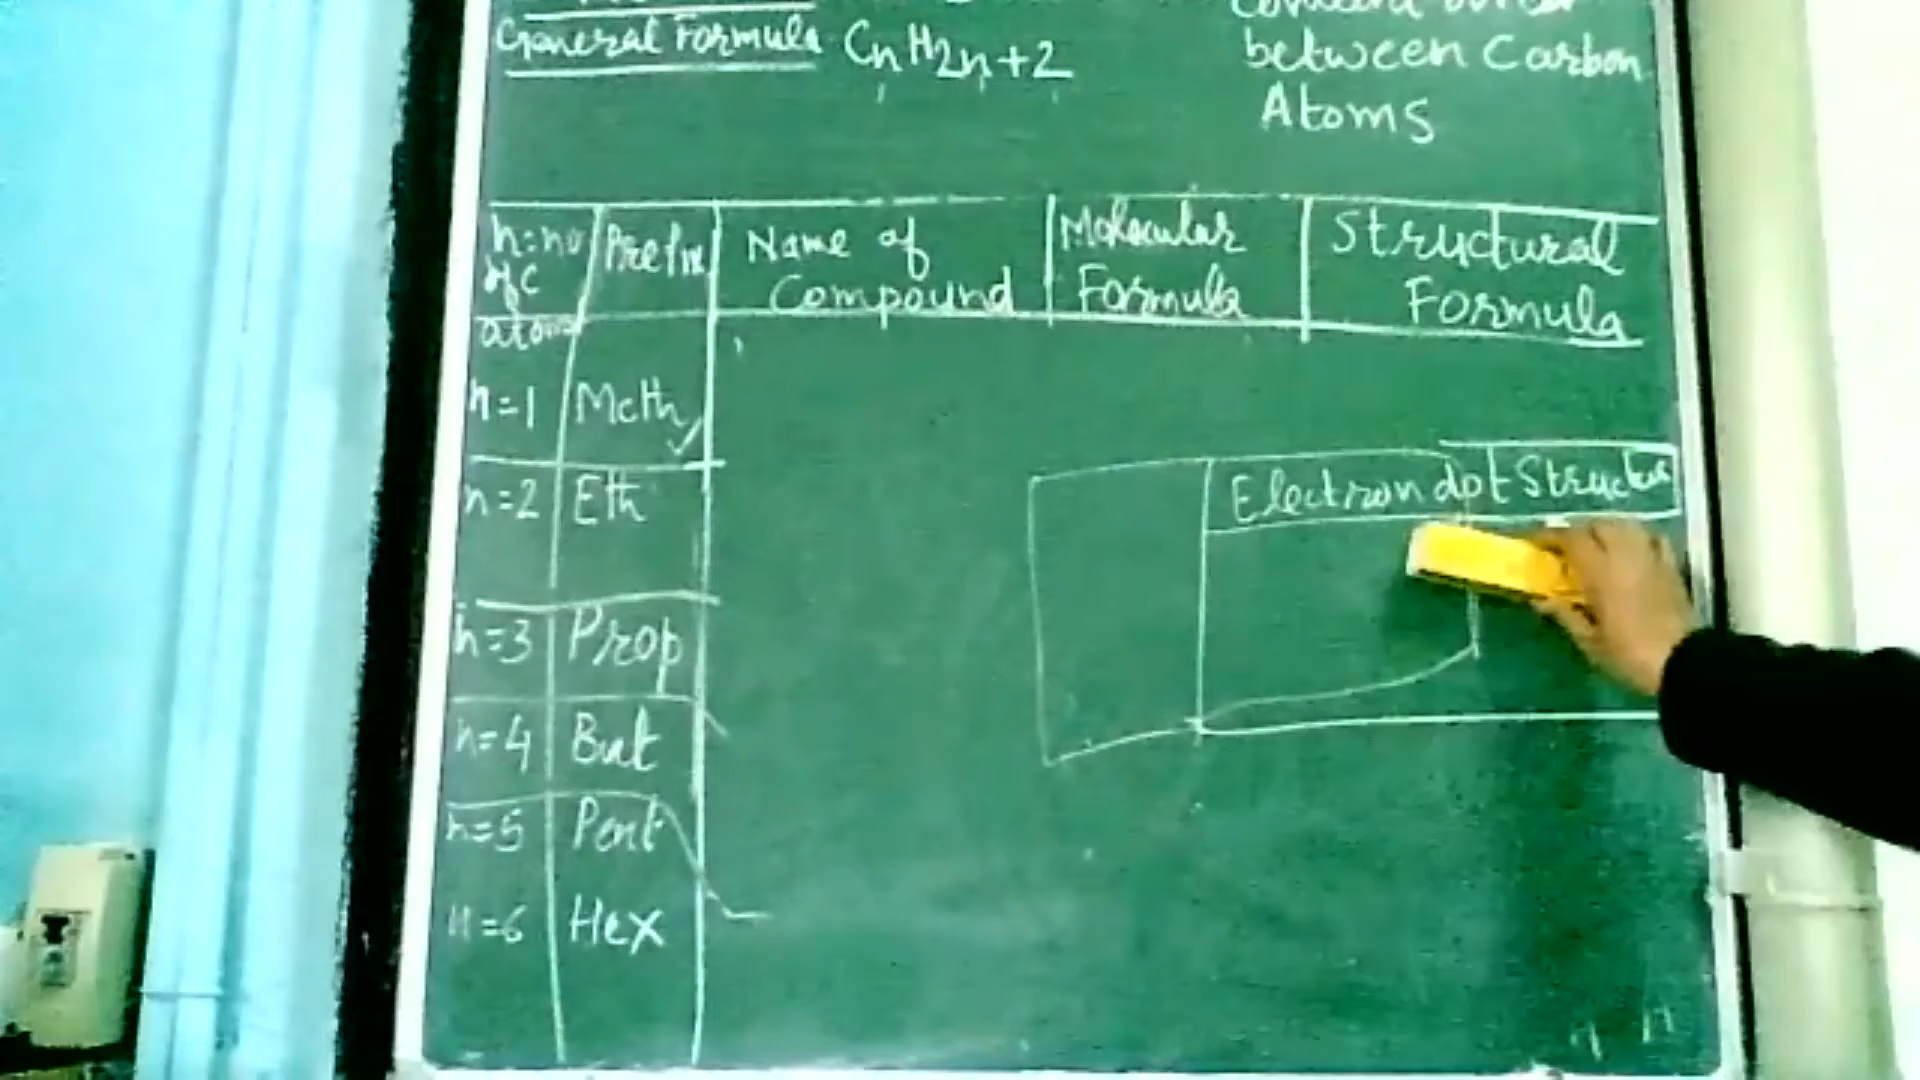 General Formula CnH2n+2
between Carbon
Atoms
n=no of C atoms
Prefix
Name of Compound
Molecular Formula
Structural Formula
n=1 Meth
n=2 Eth
n=3 Prop
n=4 But
n=5 Pent
n=6 Hex
Electron dot Structure